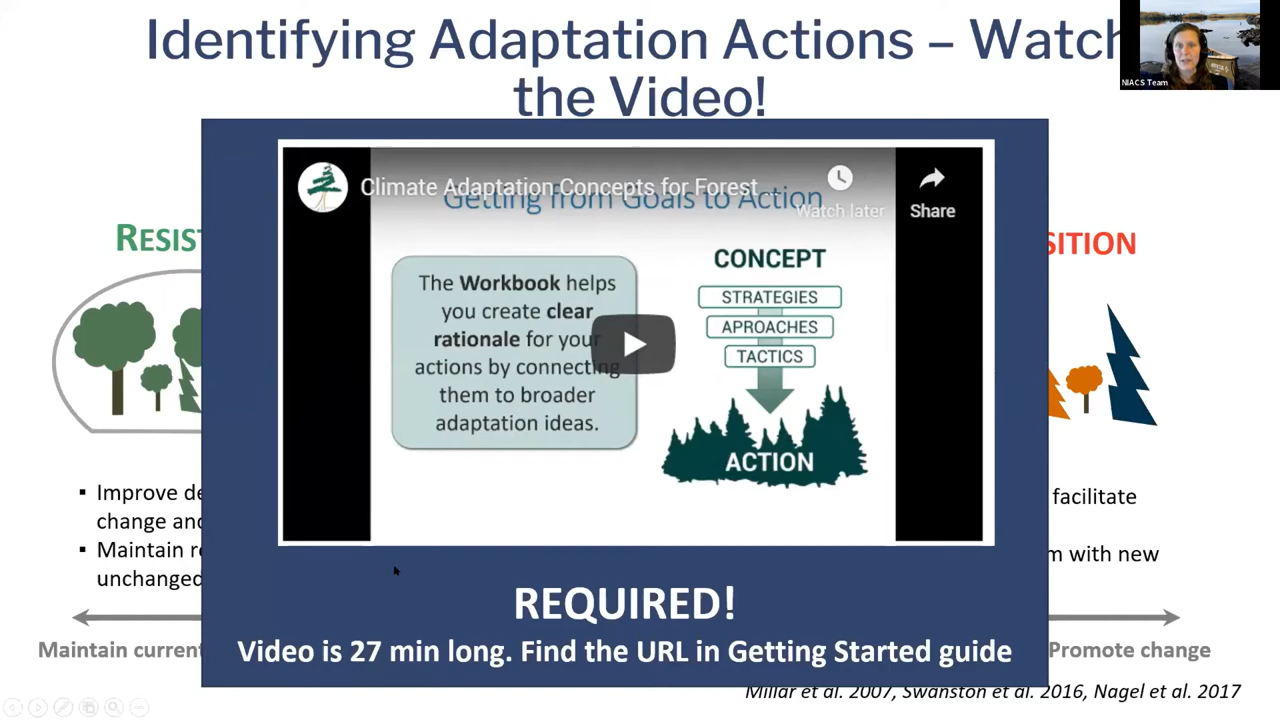 Identifying Adaptation Actions – Watch
the Video!
NIACS Team
Climate Adaptation Concepts for Forest ...
Getting from Goals to Action
Watch later
Share
RESIST
SITION
The Workbook helps
you create clear
rationale for your
actions by connecting
them to broader
adaptation ideas.
CONCEPT
STRATEGIES
APROACHES
TACTICS
ACTION
▪ Improve de
change and
▪ Maintain re
unchanged
facilitate
m with new
REQUIRED!
Video is 27 min long. Find the URL in Getting Started guide
Maintain current
Promote change
Millar et al. 2007, Swanston et al. 2016, Nagel et al. 2017